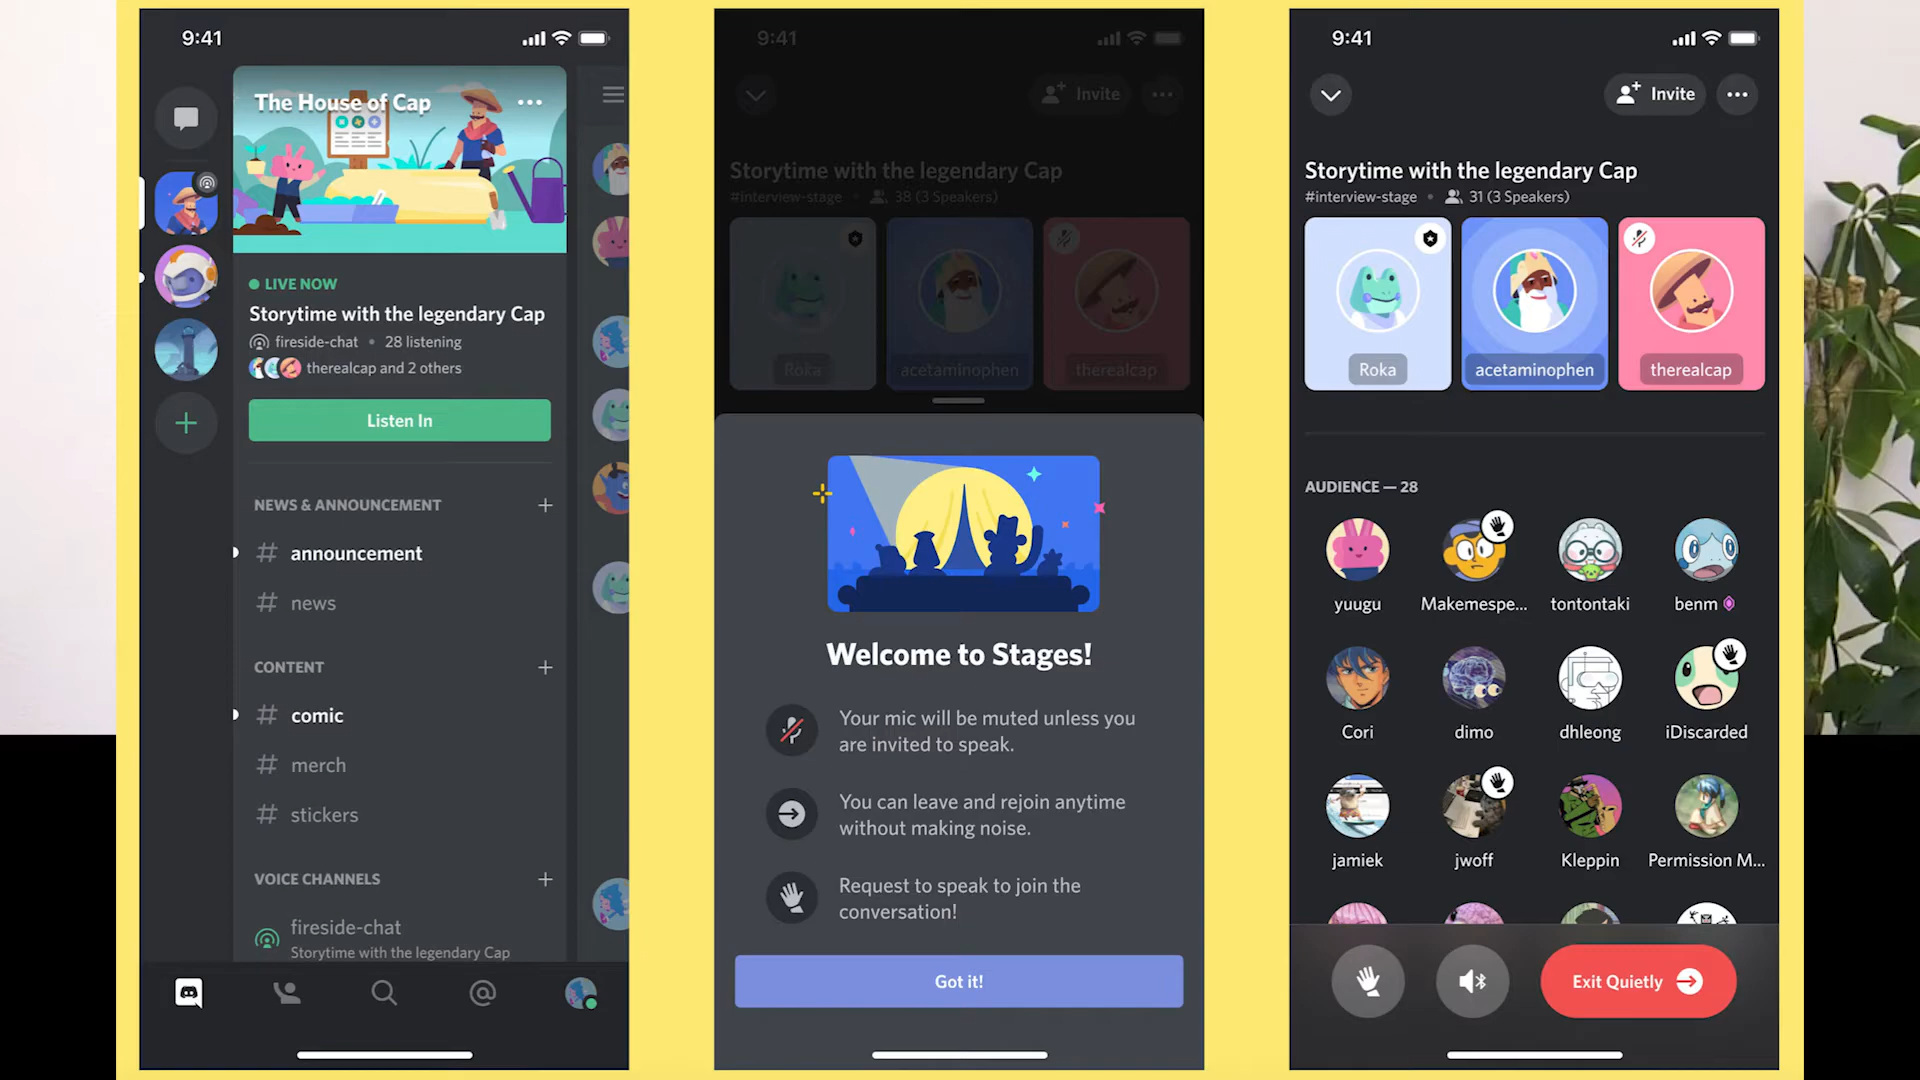 9:41
The House of Cap
LIVE NOW
Storytime with the legendary Cap
fireside-chat • 28 listening
therealcap and 2 others
Listen In
NEWS & ANNOUNCEMENT
# announcement
# news
CONTENT
# comic
# merch
# stickers
VOICE CHANNELS
fireside-chat
Storytime with the legendary Cap
9:41
Invite
Storytime with the legendary Cap
#interview-stage • 38 (3 Speakers)
Roka
acetaminophen
therealcap
Welcome to Stages!
Your mic will be muted unless you
are invited to speak.
You can leave and rejoin anytime
without making noise.
Request to speak to join the
conversation!
Got it!
9:41
Invite
Storytime with the legendary Cap
#interview-stage • 31 (3 Speakers)
Roka
acetaminophen
therealcap
AUDIENCE — 28
yuugu
Makemespe...
tontontaki
benm
Cori
dimo
dhleong
iDiscarded
jamiek
jwoff
Kleppin
Permission M...
Exit Quietly